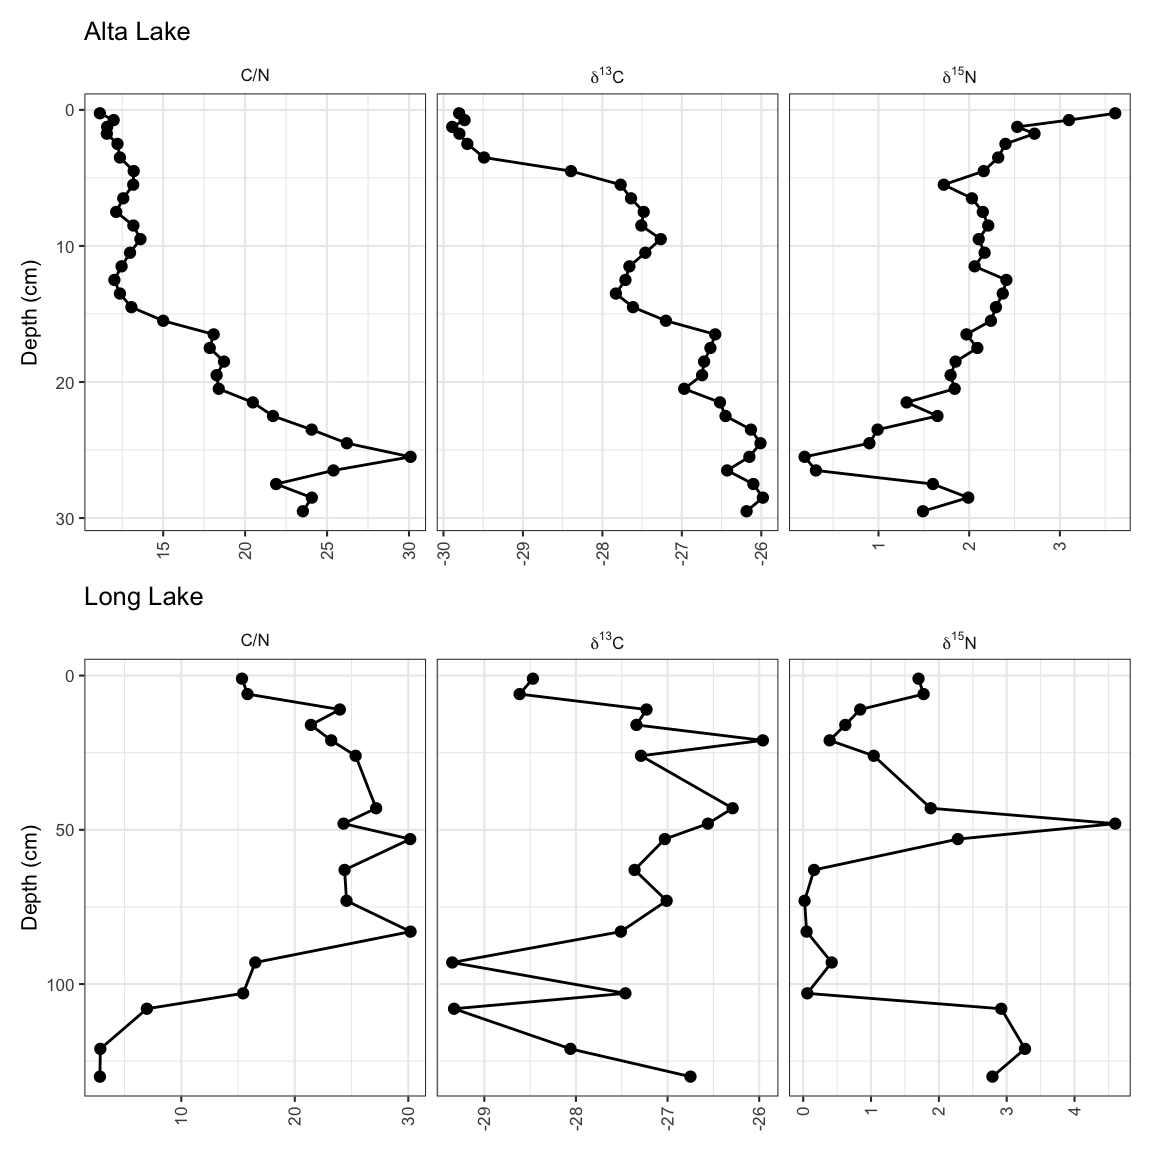 Alta Lake
C/N δ¹³C δ¹⁵N
Depth (cm)
0
10
20
30
15 20 25 30
-30 -29 -28 -27 -26
1 2 3
Long Lake
C/N δ¹³C δ¹⁵N
Depth (cm)
0
50
100
10 20 30
-29 -28 -27 -26
0 1 2 3 4